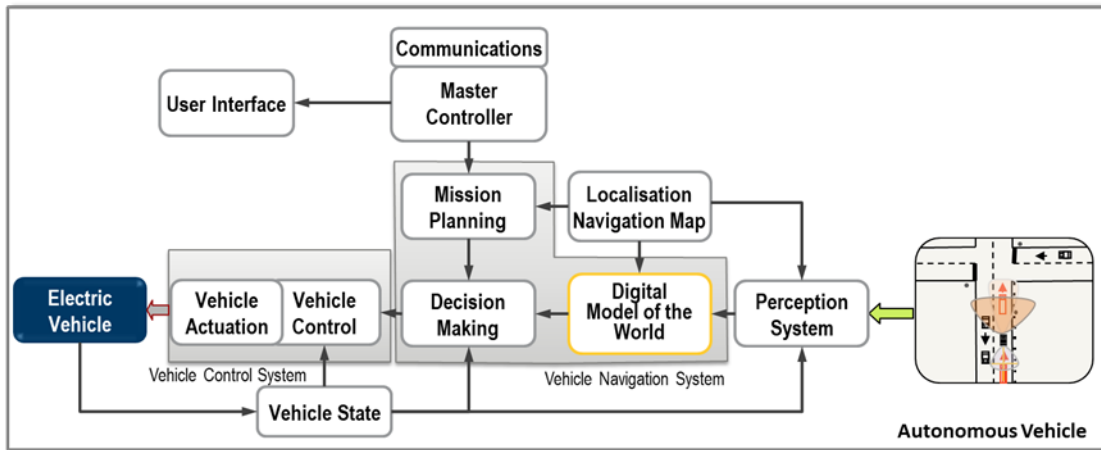 Communications
User Interface
Master
Controller
Mission
Planning
Localisation
Navigation Map
Electric
Vehicle
Vehicle
Actuation
Vehicle
Control
Decision
Making
Digital
Model of the
World
Perception
System
Vehicle Control System
Vehicle Navigation System
Vehicle State
Autonomous Vehicle